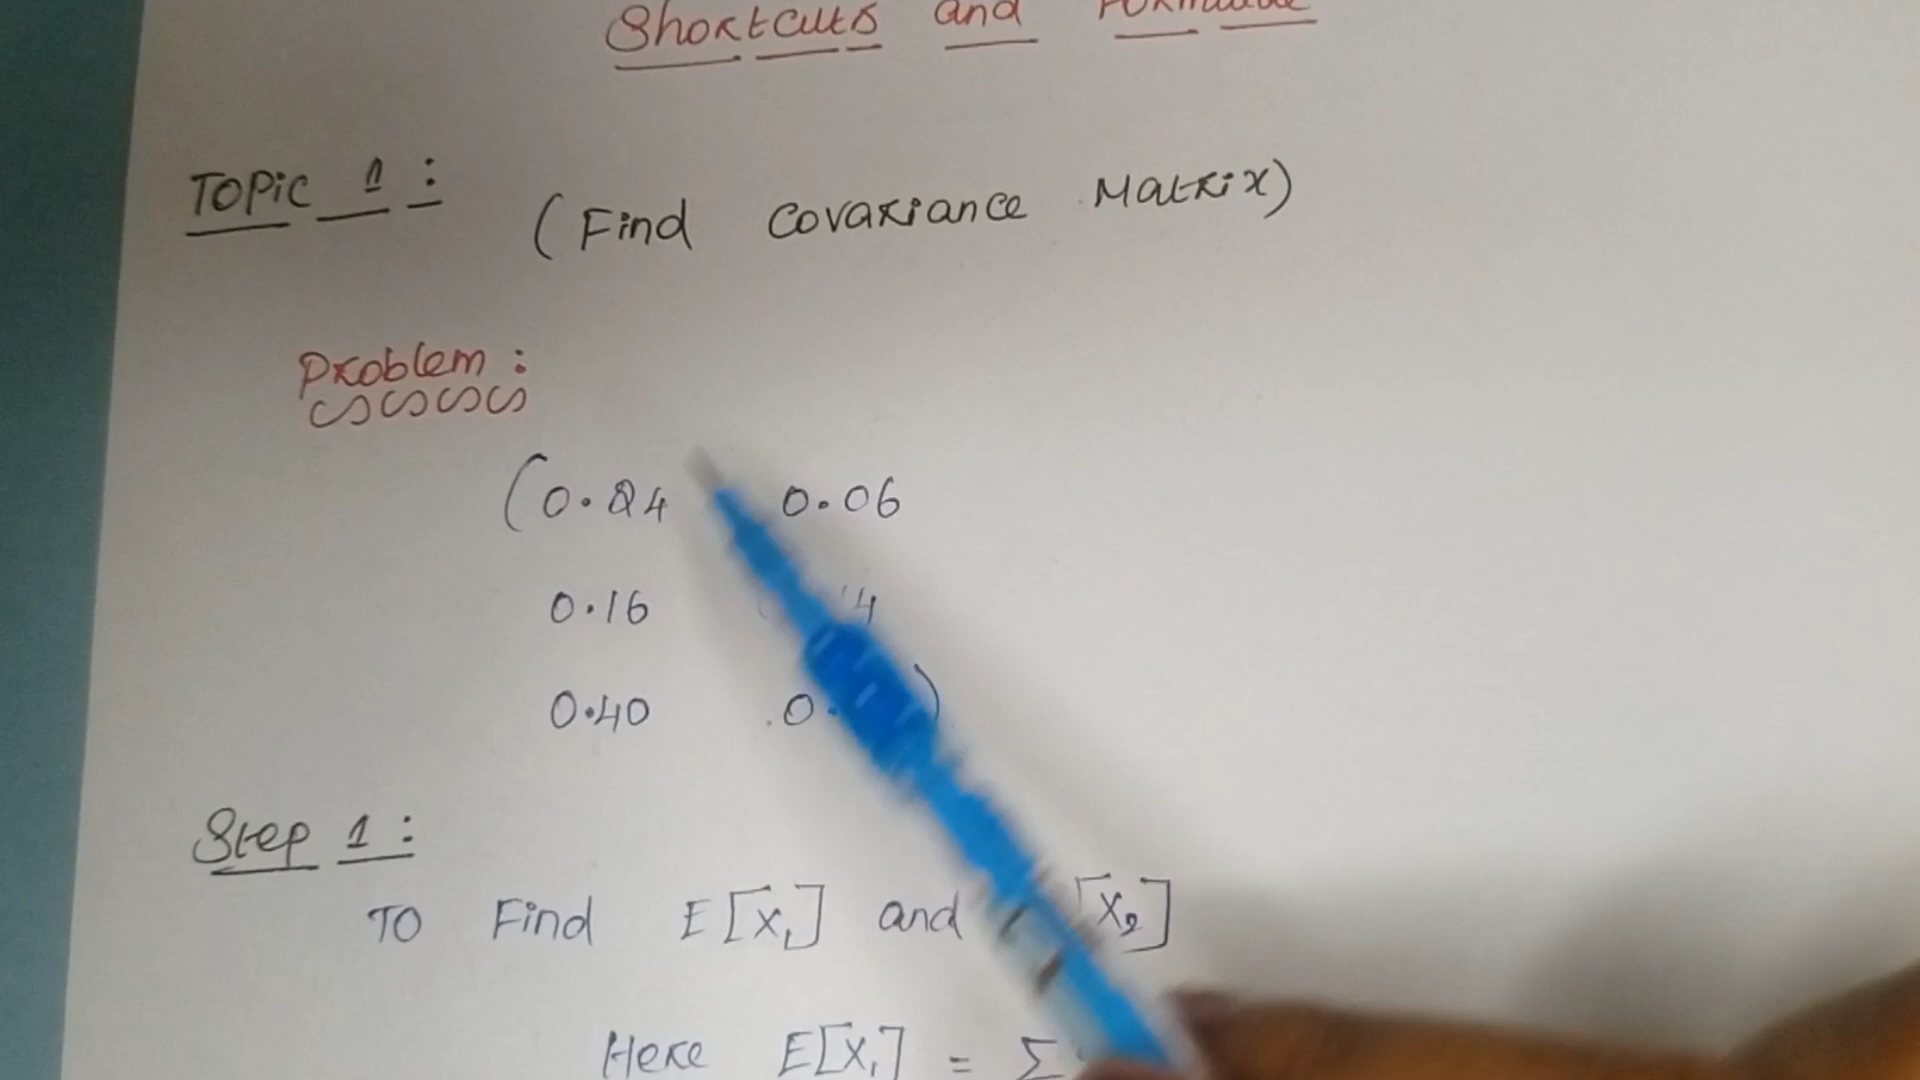 Shortcuts and
Topic 1 :
(Find Covariance Matrix)
Problem :
(0.24 0.06
0.16
0.40 )
Step 1 :
TO Find E[X₁] and [X₂]
Here E[X₁] = Σ